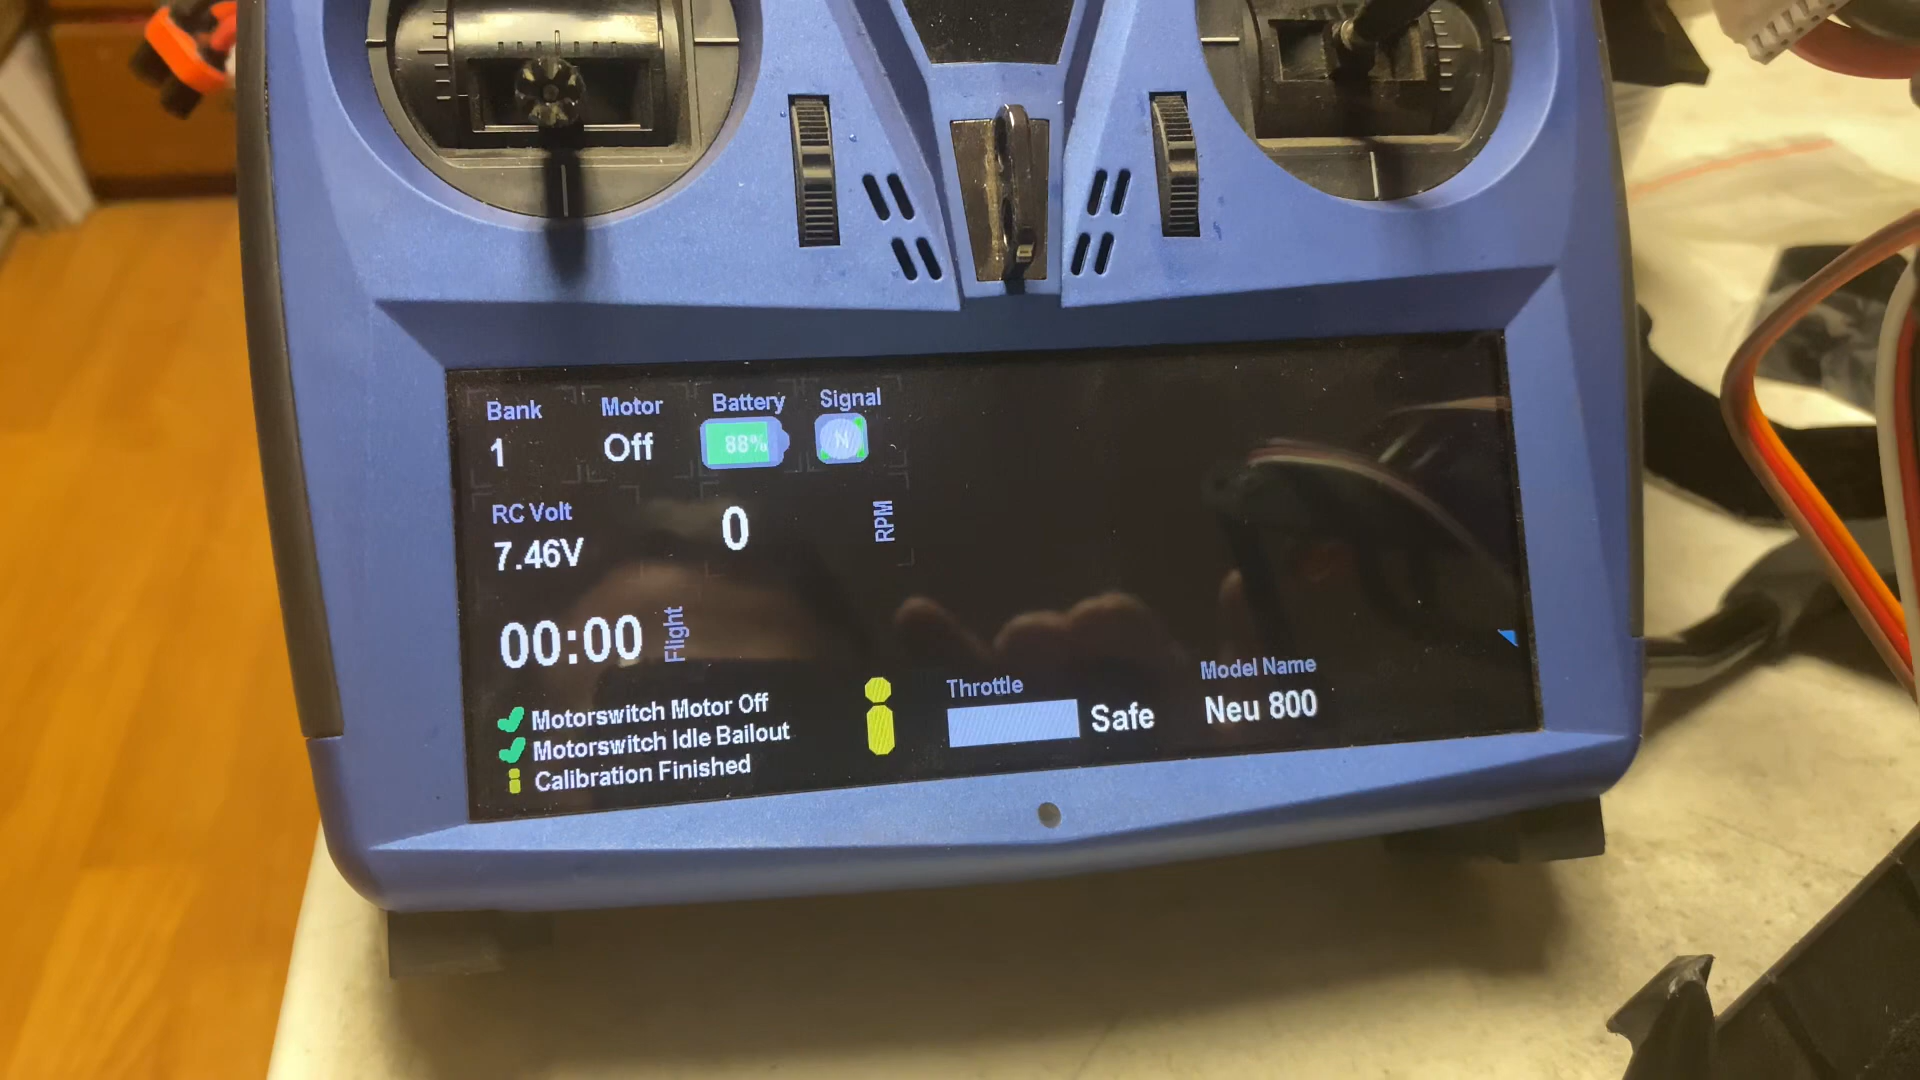 Bank
1
Motor
Off
Battery
88%
Signal
N
RC Volt
7.46V
0
RPM
00:00
Flight
Motorswitch Motor Off
Motorswitch Idle Bailout
Calibration Finished
Throttle
Safe
Model Name
Neu 800